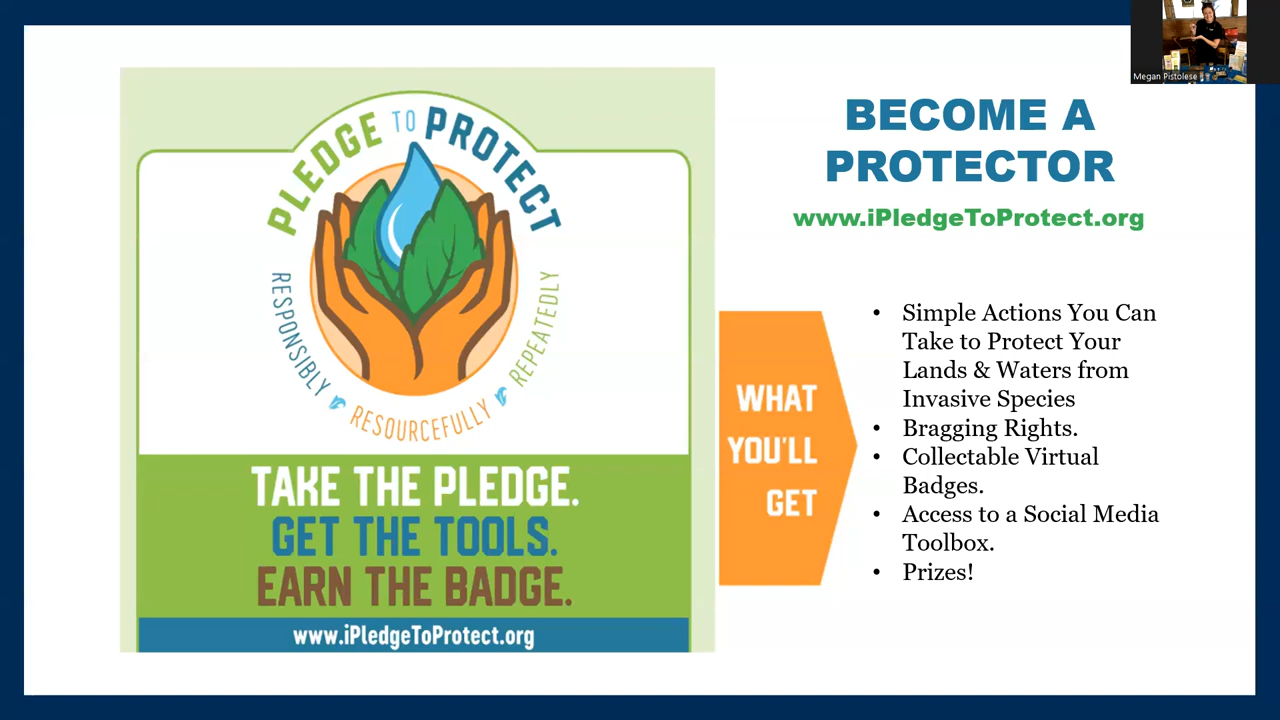 Megan Pistolese
PLEDGE TO PROTECT
RESPONSIBLY
RESOURCEFULLY
REPEATEDLY
TAKE THE PLEDGE.
GET THE TOOLS.
EARN THE BADGE.
www.iPledgeToProtect.org
BECOME A
PROTECTOR
www.iPledgeToProtect.org
WHAT
YOU'LL
GET
• Simple Actions You Can
Take to Protect Your
Lands & Waters from
Invasive Species
• Bragging Rights.
• Collectable Virtual
Badges.
• Access to a Social Media
Toolbox.
• Prizes!